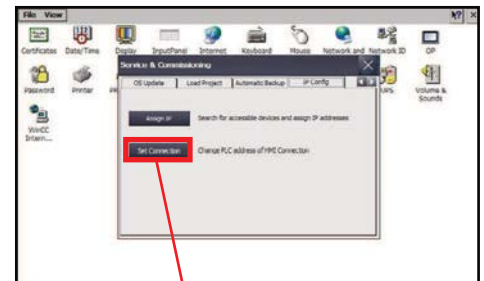 File View
Certificates Date/Time Display InputPanel Internet Keyboard Mouse Network and Network ID OP
Service & Commissioning
OS Update Load Project Automatic Backup IP Config
Password Printer UPS Volume & Sounds
Assign IP Search for accessible devices and assign IP addresses
WinCC Intern...
Set Connection Change PLC address of HMI Connection